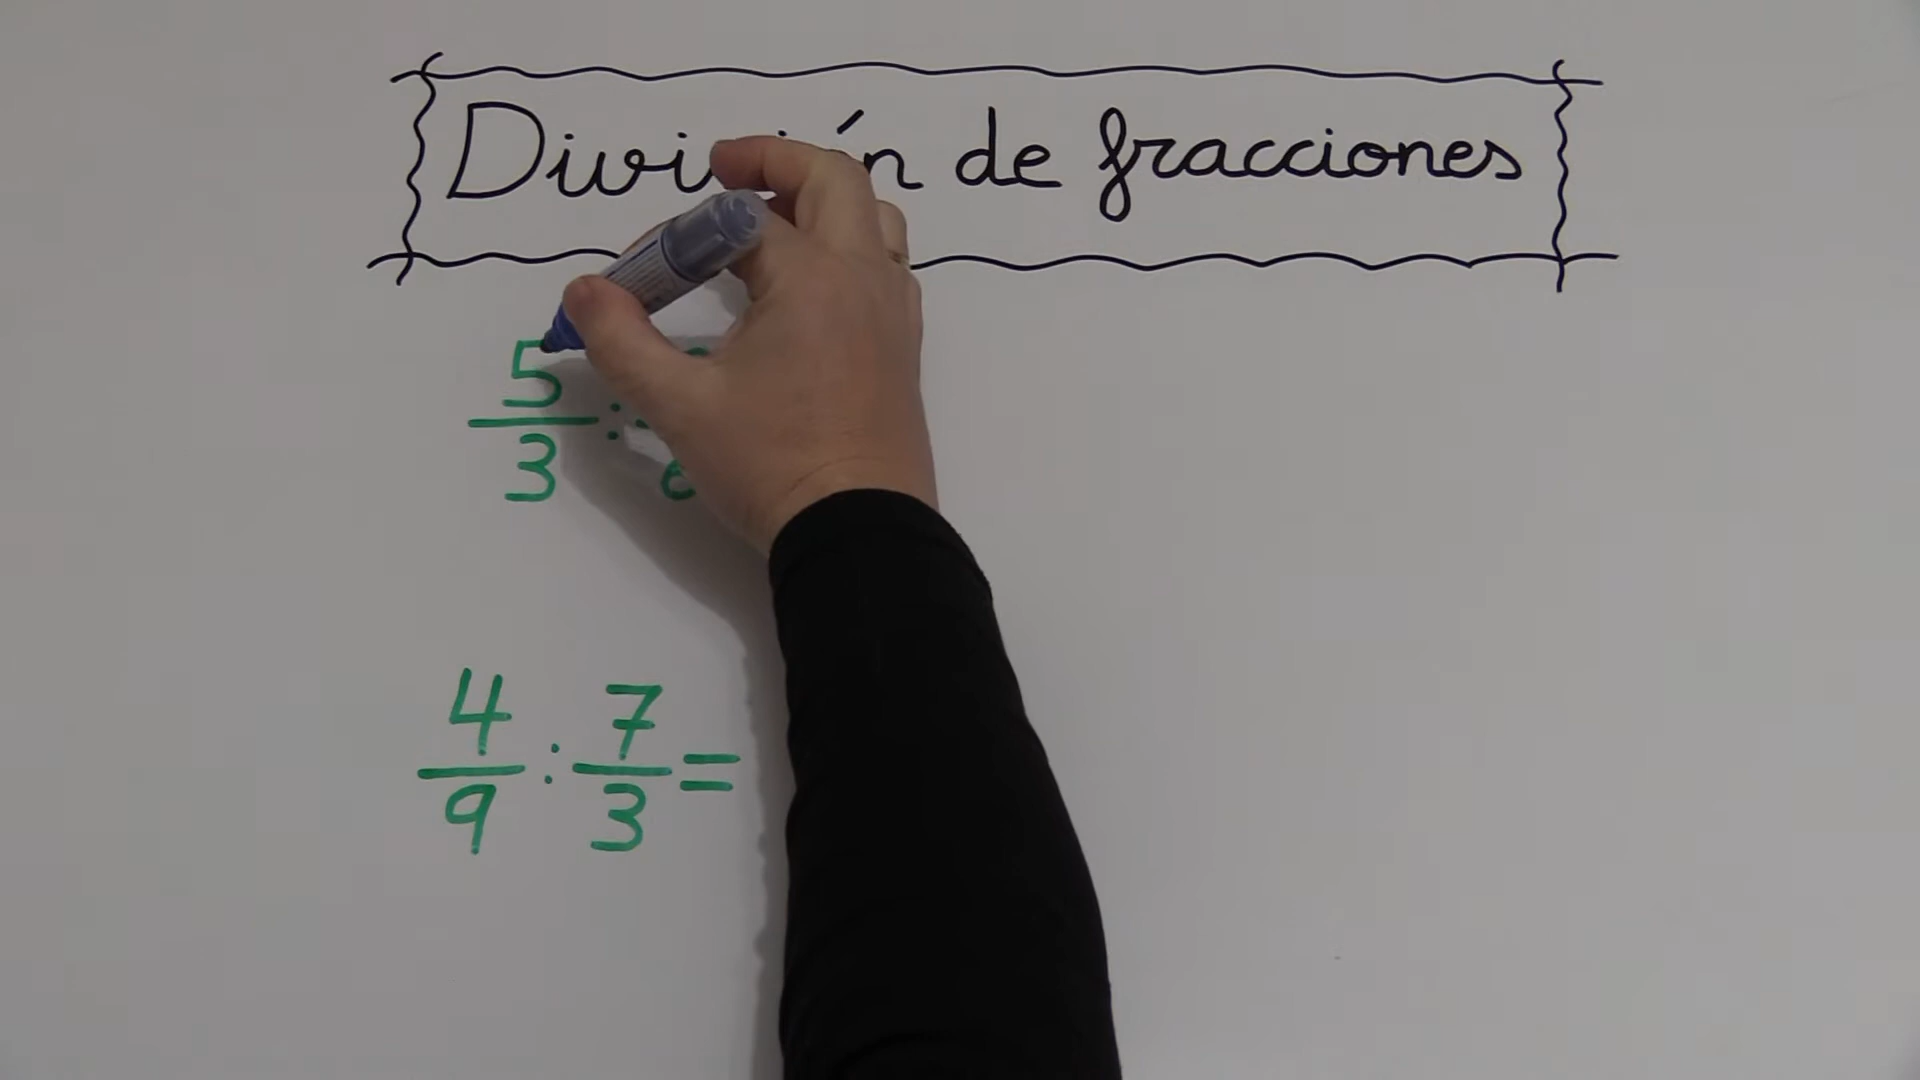 División de fracciones
5/3 :
4/9 : 7/3 =